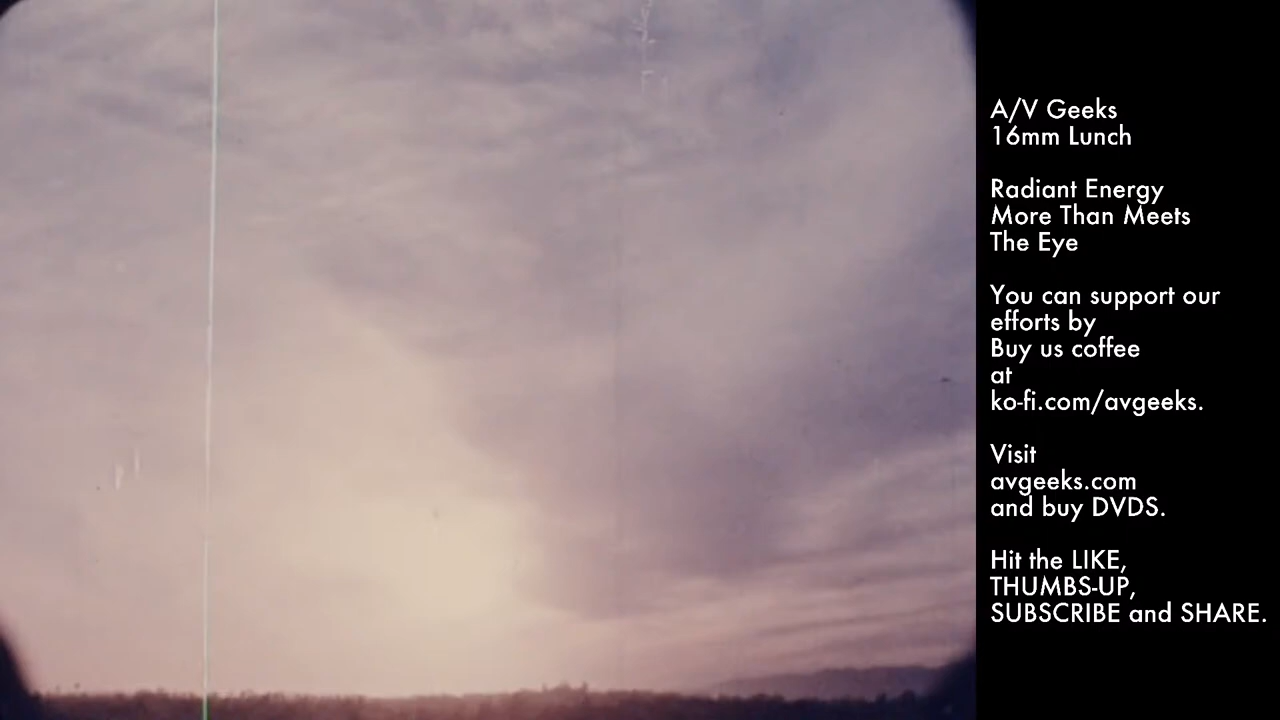 A/V Geeks
16mm Lunch
Radiant Energy
More Than Meets
The Eye
You can support our
efforts by
Buy us coffee
at
ko-fi.com/avgeeks.
Visit
avgeeks.com
and buy DVDS.
Hit the LIKE,
THUMBS-UP,
SUBSCRIBE and SHARE.